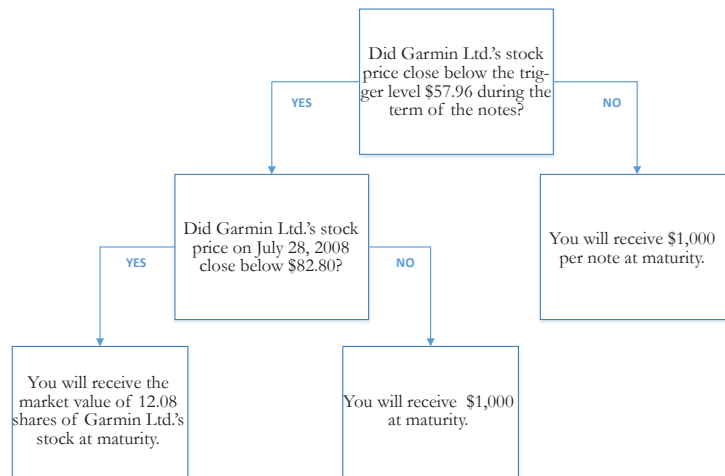 Did Garmin Ltd.'s stock
price close below the trig-
ger level $57.96 during the
term of the notes?
YES
NO
Did Garmin Ltd.'s stock
price on July 28, 2008
close below $82.80?
You will receive $1,000
per note at maturity.
YES
NO
You will receive the
market value of 12.08
shares of Garmin Ltd.'s
stock at maturity.
You will receive $1,000
at maturity.